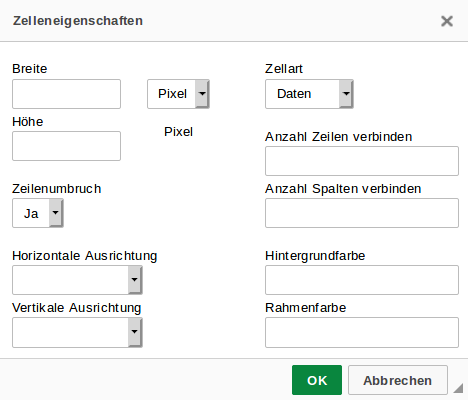 Zelleneigenschaften
Breite
Pixel
Höhe
Pixel
Zeilenumbruch
Ja
Horizontale Ausrichtung
Vertikale Ausrichtung
Zellart
Daten
Anzahl Zeilen verbinden
Anzahl Spalten verbinden
Hintergrundfarbe
Rahmenfarbe
OK
Abbrechen